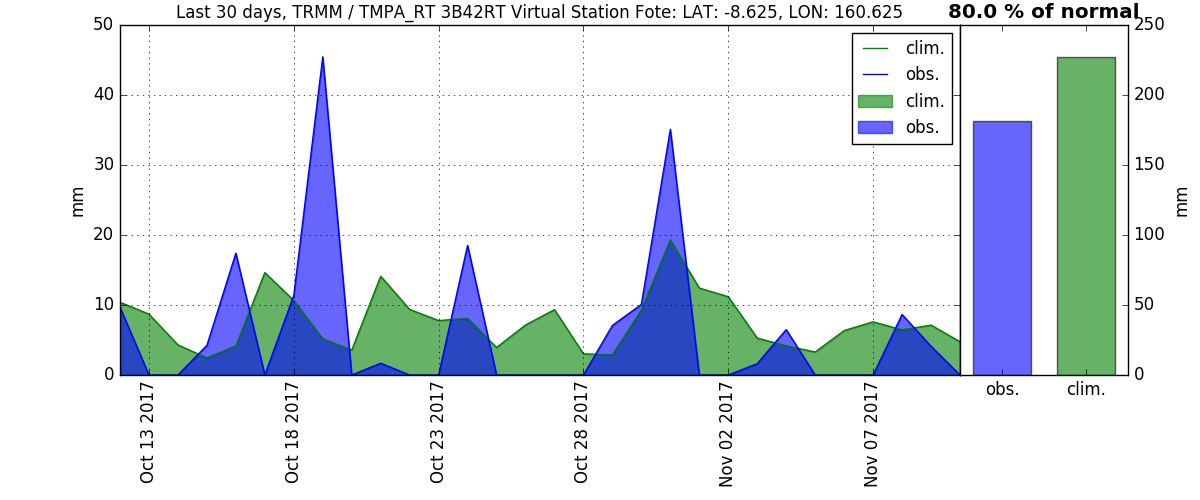 Last 30 days, TRMM / TMPA_RT 3B42RT Virtual Station Fote: LAT: -8.625, LON: 160.625
80.0 % of normal
50
40
30
20
10
0
mm
clim.
obs.
clim.
obs.
250
200
150
100
50
0
mm
obs.
clim.
Oct 13 2017
Oct 18 2017
Oct 23 2017
Oct 28 2017
Nov 02 2017
Nov 07 2017